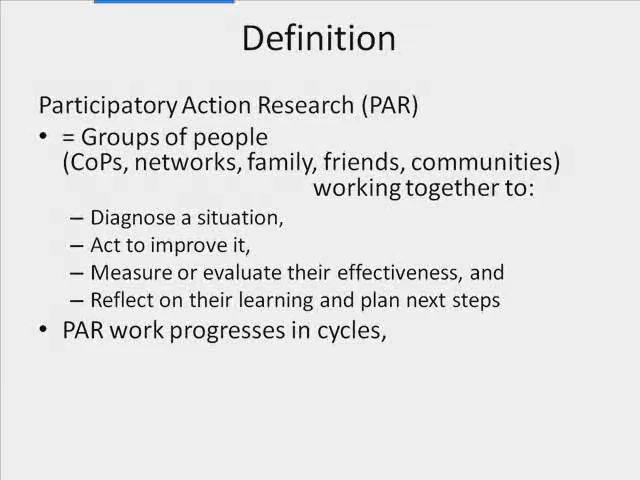 Definition
Participatory Action Research (PAR)
• = Groups of people
(CoPs, networks, family, friends, communities)
working together to:
– Diagnose a situation,
– Act to improve it,
– Measure or evaluate their effectiveness, and
– Reflect on their learning and plan next steps
• PAR work progresses in cycles,